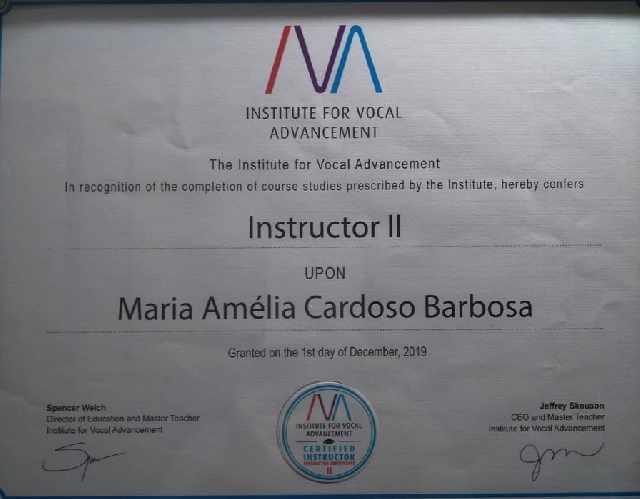 IVA
INSTITUTE FOR VOCAL
ADVANCEMENT
The Institute for Vocal Advancement
In recognition of the completion of course studies prescribed by the Institute, hereby confers
Instructor II
UPON
Maria Amélia Cardoso Barbosa
Granted on the 1st day of December, 2019
Spencer Welch
Director of Education and Master Teacher
Institute for Vocal Advancement
IVA
INSTITUTE FOR VOCAL
ADVANCEMENT
CERTIFIED
INSTRUCTOR
II
Jeffrey Skouson
CEO and Master Teacher
Institute for Vocal Advancement